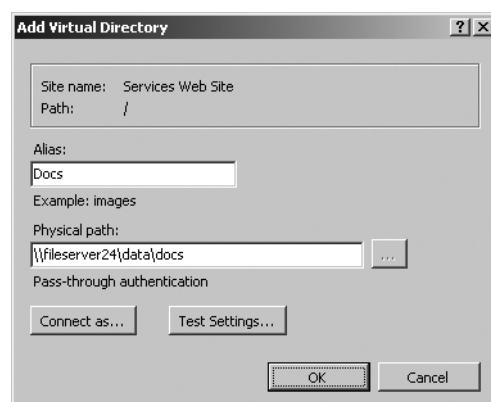 Add Virtual Directory
Site name: Services Web Site
Path: /
Alias:
Docs
Example: images
Physical path:
\\fileserver24\data\docs
...
Pass-through authentication
Connect as... Test Settings...
OK Cancel